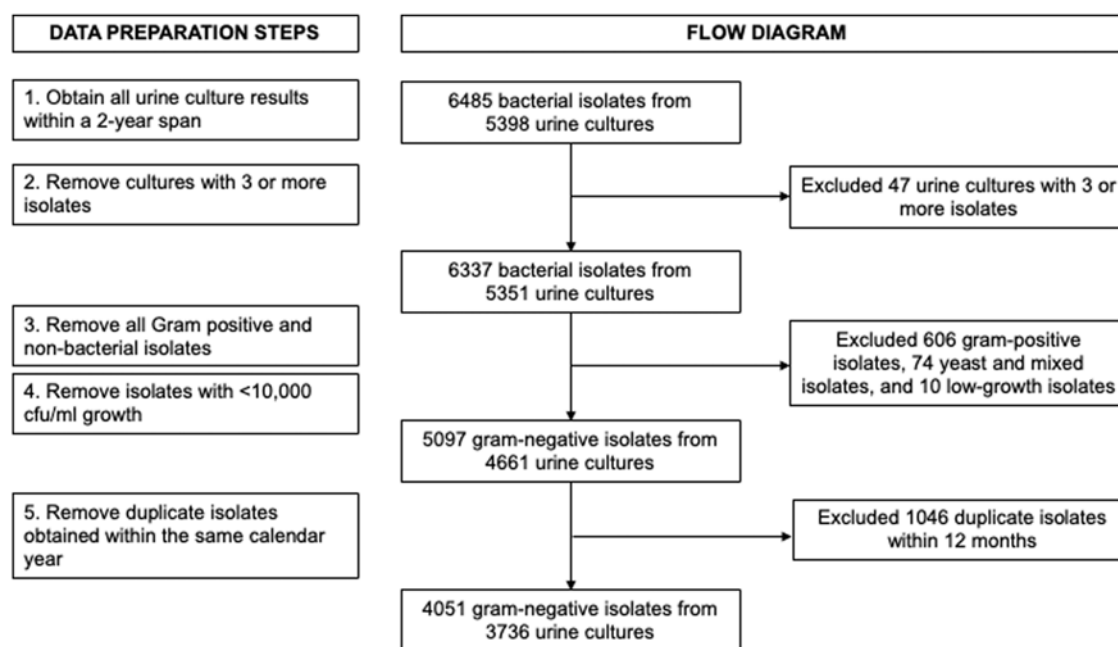 DATA PREPARATION STEPS
FLOW DIAGRAM
1. Obtain all urine culture results
within a 2-year span
6485 bacterial isolates from
5398 urine cultures
2. Remove cultures with 3 or more
isolates
Excluded 47 urine cultures with 3 or
more isolates
6337 bacterial isolates from
5351 urine cultures
3. Remove all Gram positive and
non-bacterial isolates
4. Remove isolates with <10,000
cfu/ml growth
Excluded 606 gram-positive
isolates, 74 yeast and mixed
isolates, and 10 low-growth isolates
5097 gram-negative isolates from
4661 urine cultures
5. Remove duplicate isolates
obtained within the same calendar
year
Excluded 1046 duplicate isolates
within 12 months
4051 gram-negative isolates from
3736 urine cultures